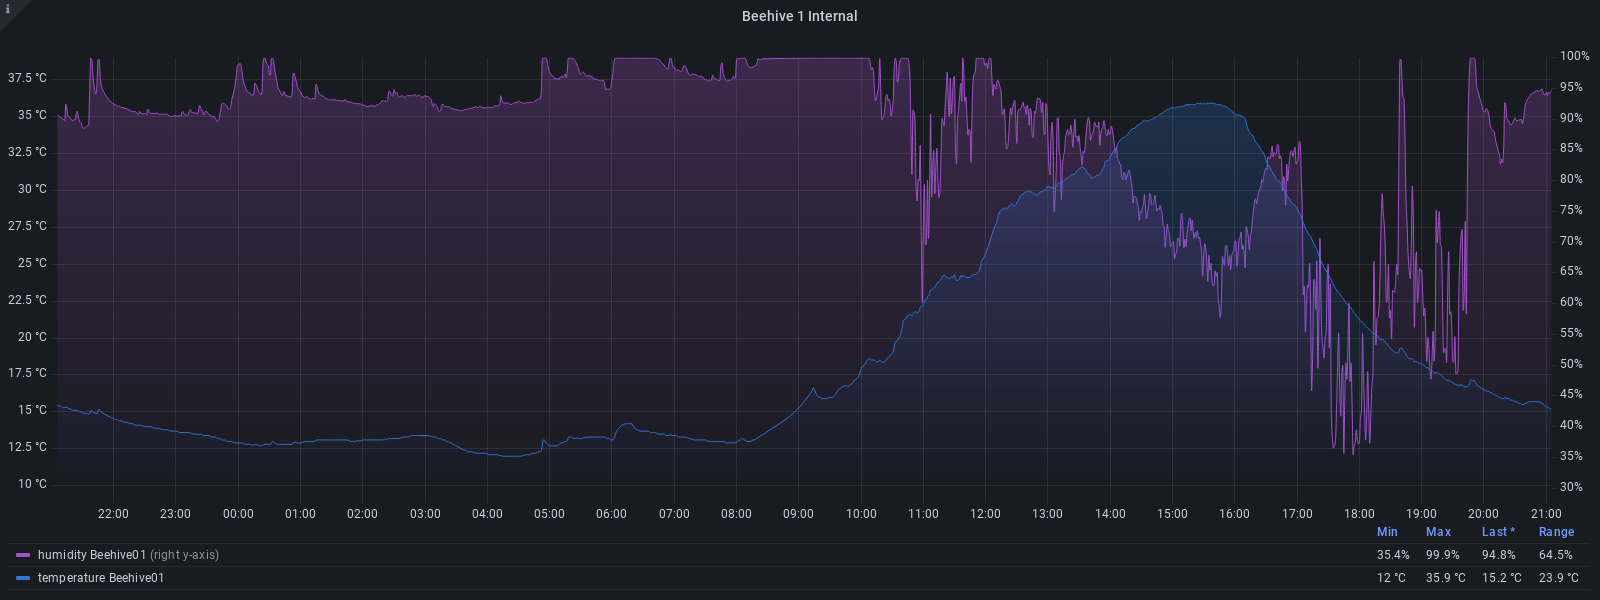 i
Beehive 1 Internal
37.5 °C
35 °C
32.5 °C
30 °C
27.5 °C
25 °C
22.5 °C
20 °C
17.5 °C
15 °C
12.5 °C
10 °C
100%
95%
90%
85%
80%
75%
70%
65%
60%
55%
50%
45%
40%
35%
30%
22:00 23:00 00:00 01:00 02:00 03:00 04:00 05:00 06:00 07:00 08:00 09:00 10:00 11:00 12:00 13:00 14:00 15:00 16:00 17:00 18:00 19:00 20:00 21:00
Min Max Last * Range
humidity Beehive01 (right y-axis) 35.4% 99.9% 94.8% 64.5%
temperature Beehive01 12 °C 35.9 °C 15.2 °C 23.9 °C